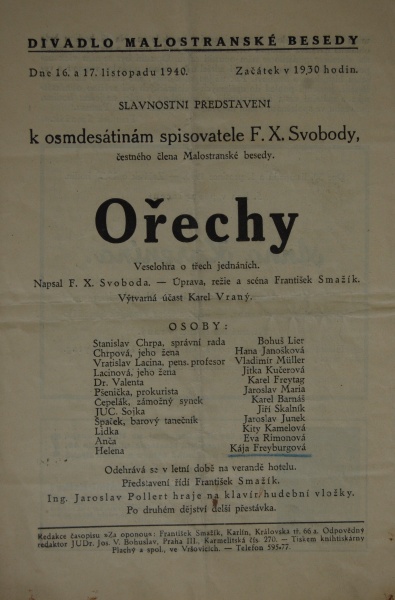 DIVADLO MALOSTRANSKÉ BESEDY
Dne 16. a 17. listopadu 1940. Začátek v 19˙30 hodin.
SLAVNOSTNI PŘEDSTAVENÍ
k osmdesátinám spisovatele F. X. Svobody,
čestného člena Malostranské besedy.
Ořechy
Veselohra o třech jednáních.
Napsal F. X. Svoboda. — Úprava, režie a scéna František Smažík.
Výtvarná účast Karel Vraný.
OSOBY:
Stanislav Chrpa, správní rada Bohuš Lier
Chrpová, jeho žena Hana Janošková
Vratislav Lacina, pens. profesor Vladimír Müller
Lacinová, jeho žena Jitka Kučerová
Dr. Valenta Karel Freytag
Pšenička, prokurista Jaroslav Maria
Čepelák, zámožný synek Karel Barnáš
JUC. Sojka Jiří Skalník
Špaček, barový tanečník Jaroslav Junek
Lidka Kity Kamelová
Anča Eva Rimonová
Helena Kája Freyburgová
Odehrává se v letní době na verandě hotelu.
Představení řídí František Smažík.
Ing. Jaroslav Pollert hraje na klavír hudební vložky.
Po druhém dějství delší přestávka.
Redakce časopisu »Za oponou«: František Smažík, Karlín, Královska tř. 66 a. Odpovědný
redaktor JUDr. Jos. V. Bohuslav, Praha III., Karmelitská čís. 270. — Tiskem knihtiskárny
Plachý a spol., ve Vršovicích. — Telefon 595-77.